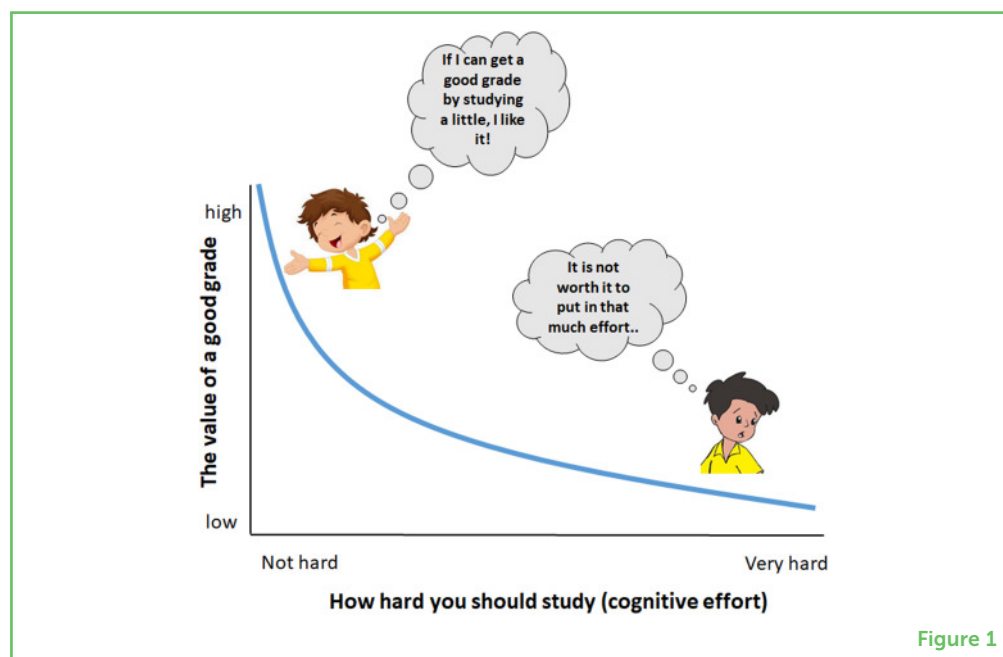 If I can get a
good grade
by studying
a little, I like
it!
high
It is not
worth it to
put in that
much effort..
The value of a good grade
low
Not hard
Very hard
How hard you should study (cognitive effort)
Figure 1